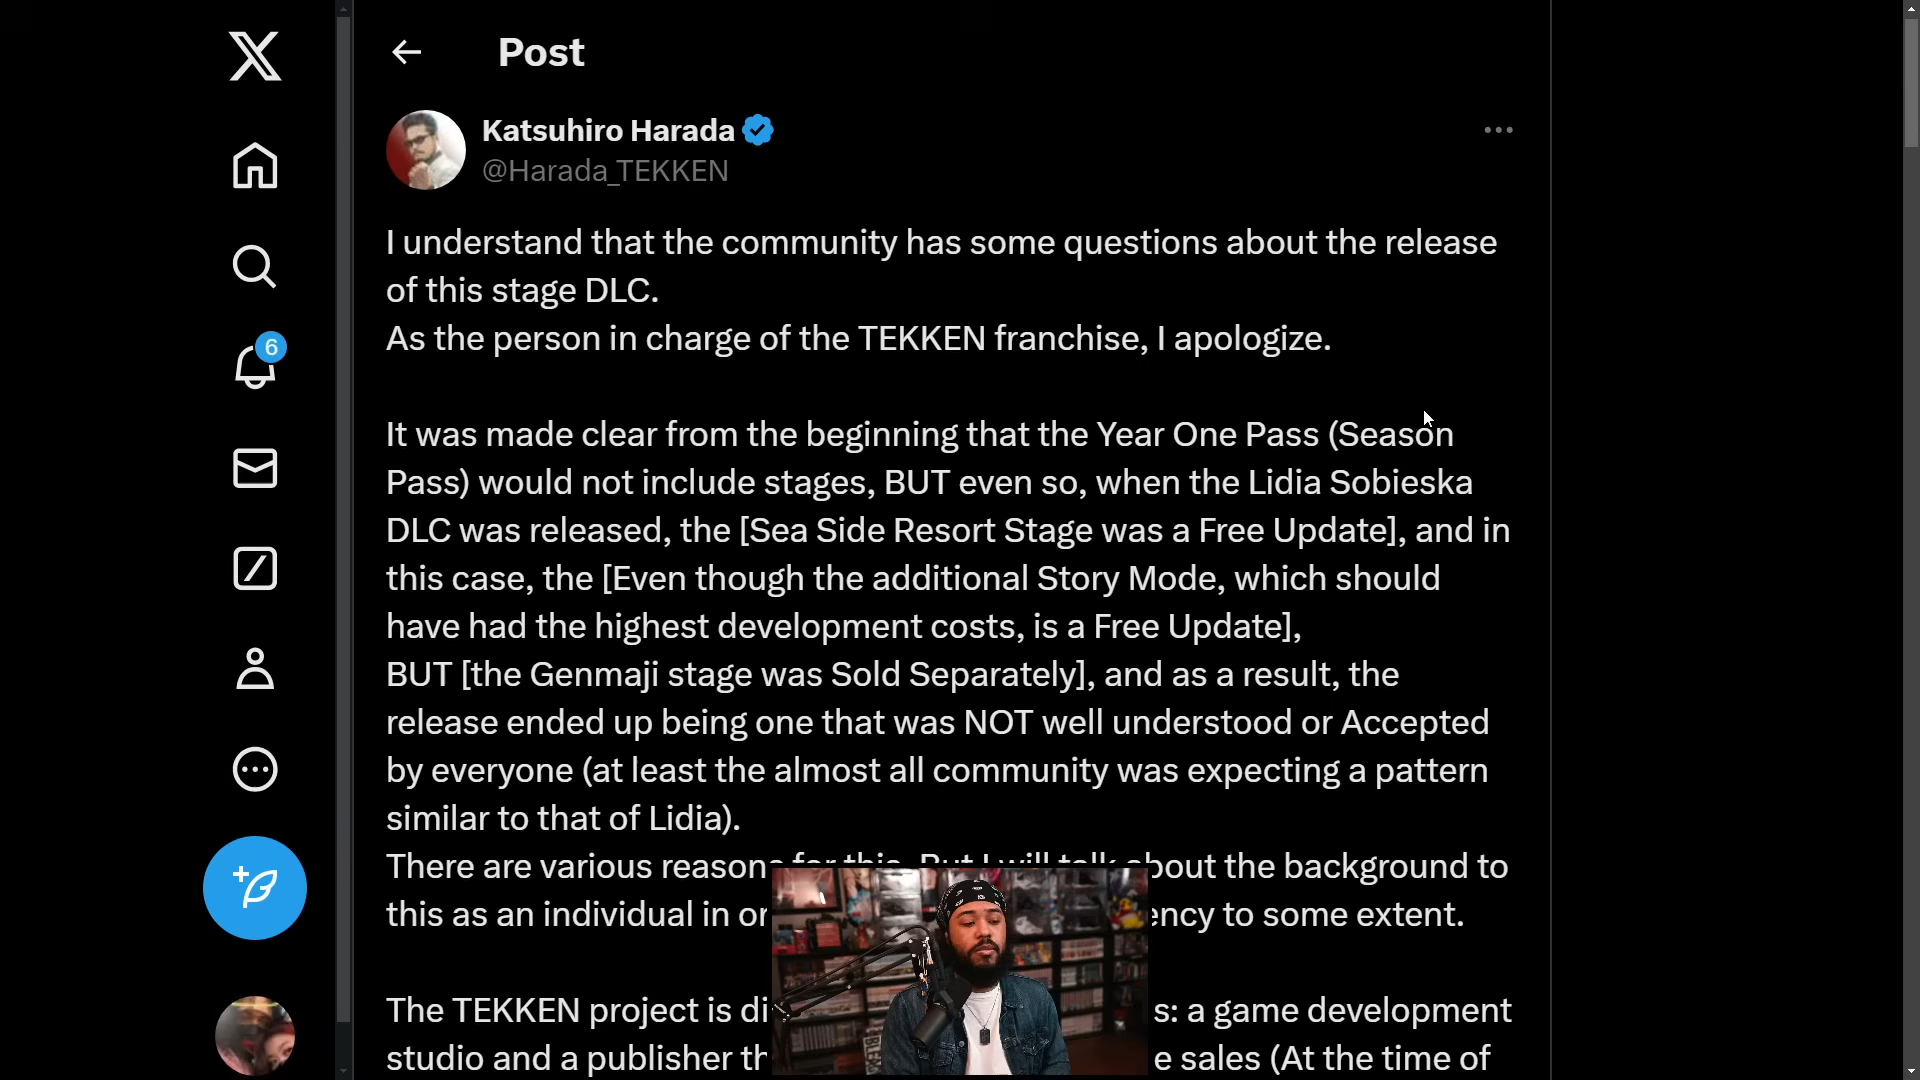 Post
Katsuhiro Harada
@Harada_TEKKEN
6
I understand that the community has some questions about the release
of this stage DLC.
As the person in charge of the TEKKEN franchise, I apologize.
It was made clear from the beginning that the Year One Pass (Season
Pass) would not include stages, BUT even so, when the Lidia Sobieska
DLC was released, the [Sea Side Resort Stage was a Free Update], and in
this case, the [Even though the additional Story Mode, which should
have had the highest development costs, is a Free Update],
BUT [the Genmaji stage was Sold Separately], and as a result, the
release ended up being one that was NOT well understood or Accepted
by everyone (at least the almost all community was expecting a pattern
similar to that of Lidia).
There are various reasons for this. But I will talk about the background to
this as an individual in or ency to some extent.
The TEKKEN project is di s: a game development
studio and a publisher th e sales (At the time of